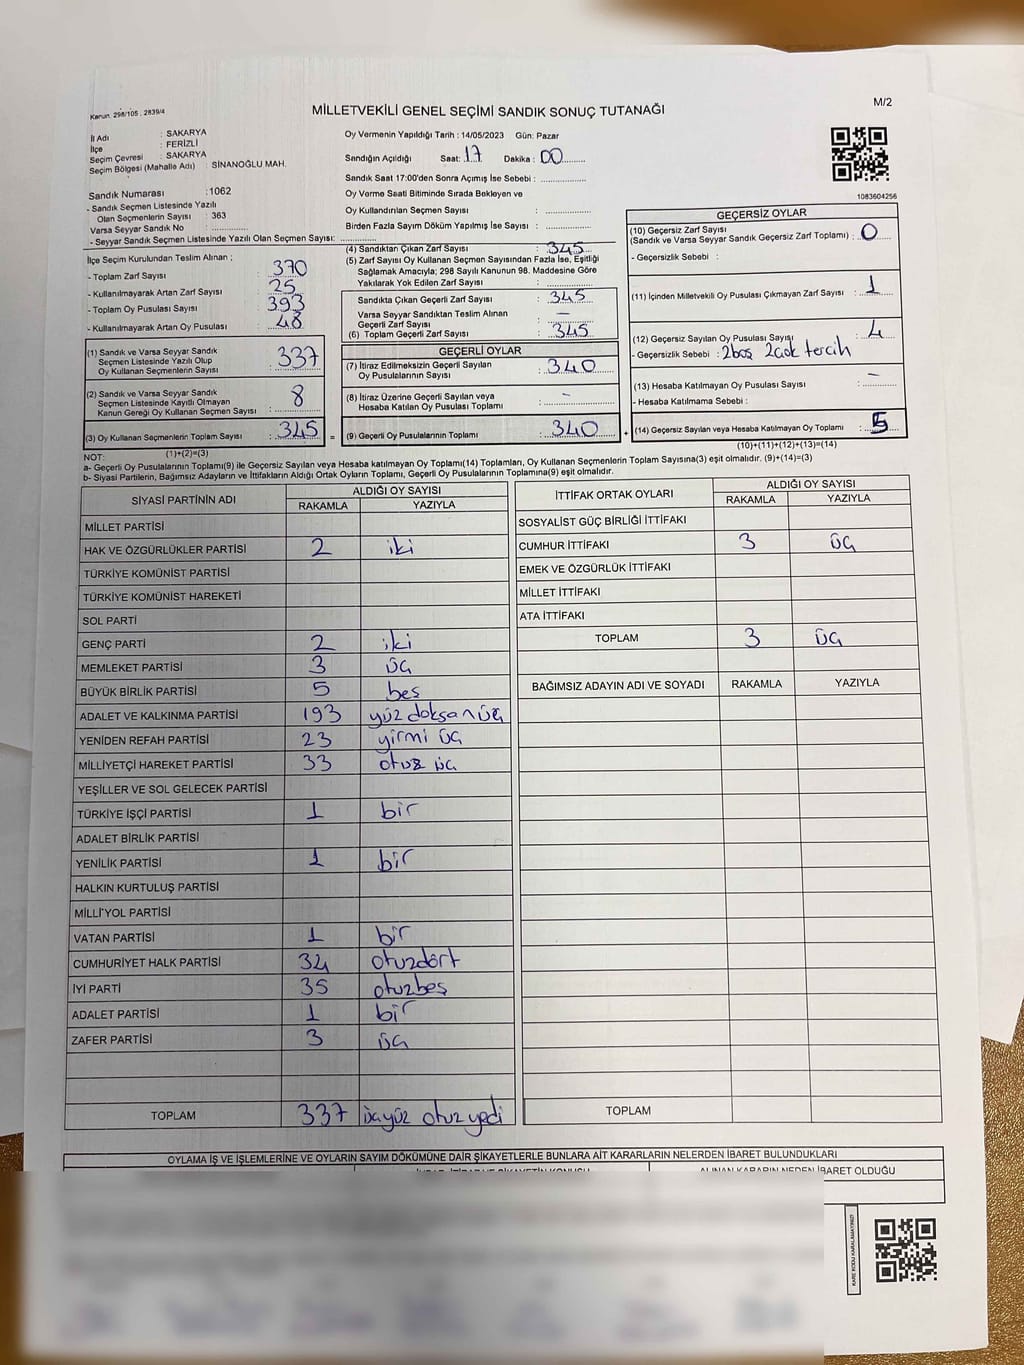 Kanun. 298/105 , 2839/4
MİLLETVEKİLİ GENEL SEÇİMİ SANDIK SONUÇ TUTANAĞI
M/2
İl Adı : SAKARYA
İlçe : FERİZLİ
Seçim Çevresi : SAKARYA
Seçim Bölgesi (Mahalle Adı) : SİNANOĞLU MAH.
Sandık Numarası : 1062
- Sandık Seçmen Listesinde Yazılı
Olan Seçmenlerin Sayısı : 363
Varsa Seyyar Sandık No :
- Seyyar Sandık Seçmen Listesinde Yazılı Olan Seçmen Sayısı:
İlçe Seçim Kurulundan Teslim Alınan ;
- Toplam Zarf Sayısı : 370
- Kullanılmayarak Artan Zarf Sayısı : 25
- Toplam Oy Pusulası Sayısı : 393
- Kullanılmayarak Artan Oy Pusulası : 48
(1) Sandık ve Varsa Seyyar Sandık
Seçmen Listesinde Yazılı Olup
Oy Kullanan Seçmenlerin Sayısı : 337
(2) Sandık ve Varsa Seyyar Sandık
Seçmen Listesinde Kayıtlı Olmayan
Kanun Gereği Oy Kullanan Seçmen Sayısı : 8
(3) Oy Kullanan Seçmenlerin Toplam Sayısı : 345
(1)+(2)=(3)
Oy Vermenin Yapıldığı Tarih : 14/05/2023 Gün: Pazar
Sandığın Açıldığı Saat: 17 Dakika : 00
Sandık Saat 17:00'den Sonra Açımış İse Sebebi :
Oy Verme Saati Bitiminde Sırada Bekleyen ve
Oy Kullandırılan Seçmen Sayısı :
Birden Fazla Sayım Döküm Yapılmış İse Sayısı :
(4) Sandıktan Çıkan Zarf Sayısı : 345
(5) Zarf Sayısı Oy Kullanan Seçmen Sayısından Fazla İse, Eşitliği
Sağlamak Amacıyla; 298 Sayılı Kanunun 98. Maddesine Göre
Yakılarak Yok Edilen Zarf Sayısı :
Sandıkta Çıkan Geçerli Zarf Sayısı : 345
Varsa Seyyar Sandıktan Teslim Alınan
Geçerli Zarf Sayısı : -
(6) Toplam Geçerli Zarf Sayısı : 345
GEÇERLİ OYLAR
(7) İtiraz Edilmeksizin Geçerli Sayılan
Oy Pusulalarının Sayısı : 340
(8) İtiraz Üzerine Geçerli Sayılan veya
Hesaba Katılan Oy Pusulası Toplamı : -
= (9) Geçerli Oy Pusulalarının Toplamı : 340 +
1083604256
GEÇERSİZ OYLAR
(10) Geçersiz Zarf Sayısı
(Sandık ve Varsa Seyyar Sandık Geçersiz Zarf Toplamı) : 0
- Geçersizlik Sebebi :
(11) İçinden Milletvekili Oy Pusulası Çıkmayan Zarf Sayısı : 1
(12) Geçersiz Sayılan Oy Pusulası Sayısı : 4
- Geçersizlik Sebebi : 2boş 2çok tercih
(13) Hesaba Katılmayan Oy Pusulası Sayısı : -
- Hesaba Katılmama Sebebi :
(14) Geçersiz Sayılan veya Hesaba Katılmayan Oy Toplamı : 5
(10)+(11)+(12)+(13)=(14)
NOT:
a- Geçerli Oy Pusulalarının Toplamı(9) ile Geçersiz Sayılan veya Hesaba katılmayan Oy Toplamı(14) Toplamları, Oy Kullanan Seçmenlerin Toplam Sayısına(3) eşit olmalıdır. (9)+(14)=(3)
b- Siyasi Partilerin, Bağımsız Adayların ve İttifakların Aldığı Ortak Oyların Toplamı, Geçerli Oy Pusulalarının Toplamına(9) eşit olmalıdır.
SİYASİ PARTİNİN ADI ALDIĞI OY SAYISI
RAKAMLA YAZIYLA
MİLLET PARTİSİ
HAK VE ÖZGÜRLÜKLER PARTİSİ 2 iki
TÜRKİYE KOMÜNİST PARTİSİ
TÜRKİYE KOMÜNİST HAREKETİ
SOL PARTİ
GENÇ PARTİ 2 iki
MEMLEKET PARTİSİ 3 üç
BÜYÜK BİRLİK PARTİSİ 5 beş
ADALET VE KALKINMA PARTİSİ 193 yüz doksan üç
YENİDEN REFAH PARTİSİ 23 yirmi üç
MİLLİYETÇİ HAREKET PARTİSİ 33 otuz üç
YEŞİLLER VE SOL GELECEK PARTİSİ
TÜRKİYE İŞÇİ PARTİSİ 1 bir
ADALET BİRLİK PARTİSİ
YENİLİK PARTİSİ 1 bir
HALKIN KURTULUŞ PARTİSİ
MİLLİ YOL PARTİSİ
VATAN PARTİSİ 1 bir
CUMHURİYET HALK PARTİSİ 34 otuzdört
İYİ PARTİ 35 otuzbeş
ADALET PARTİSİ 1 bir
ZAFER PARTİSİ 3 üç
TOPLAM 337 üçyüz otuz yedi
İTTİFAK ORTAK OYLARI ALDIĞI OY SAYISI
RAKAMLA YAZIYLA
SOSYALİST GÜÇ BİRLİĞİ İTTİFAKI
CUMHUR İTTİFAKI 3 üç
EMEK VE ÖZGÜRLÜK İTTİFAKI
MİLLET İTTİFAKI
ATA İTTİFAKI
TOPLAM 3 üç
BAĞIMSIZ ADAYIN ADI VE SOYADI RAKAMLA YAZIYLA
TOPLAM
OYLAMA İŞ VE İŞLEMLERİNE VE OYLARIN SAYIM DÖKÜMÜNE DAİR ŞİKAYETLERLE BUNLARA AİT KARARLARIN NELERDEN İBARET BULUNDUKLARI
ALINAN KARARIN NEDEN İBARET OLDUĞU
KARE KODU KARALAMAYINIZ!